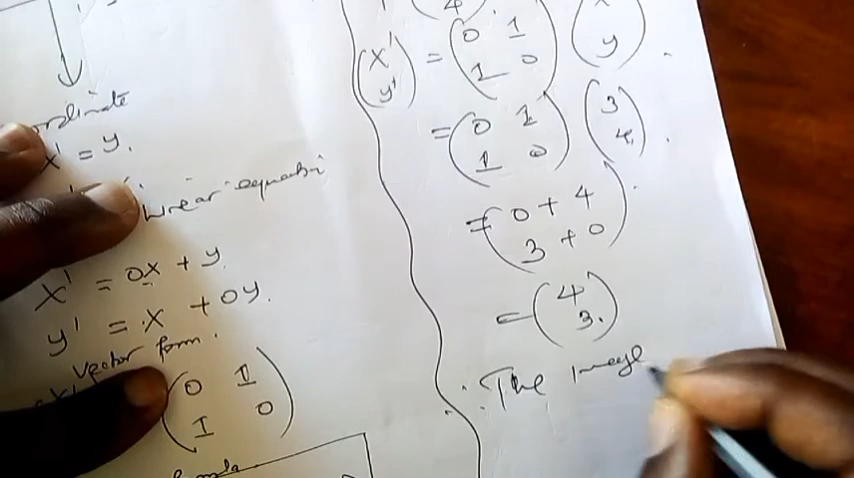 ordinate
x' = y.
Linear equation
x' = 0x + y
y' = x + 0y.
Vector form.
(0 1
1 0)
(x'
y') = (0 1
1 0) (x
y)
= (0 1
1 0) (3
4)
= (0 + 4
3 + 0)
= (4
3.)
∴ The image